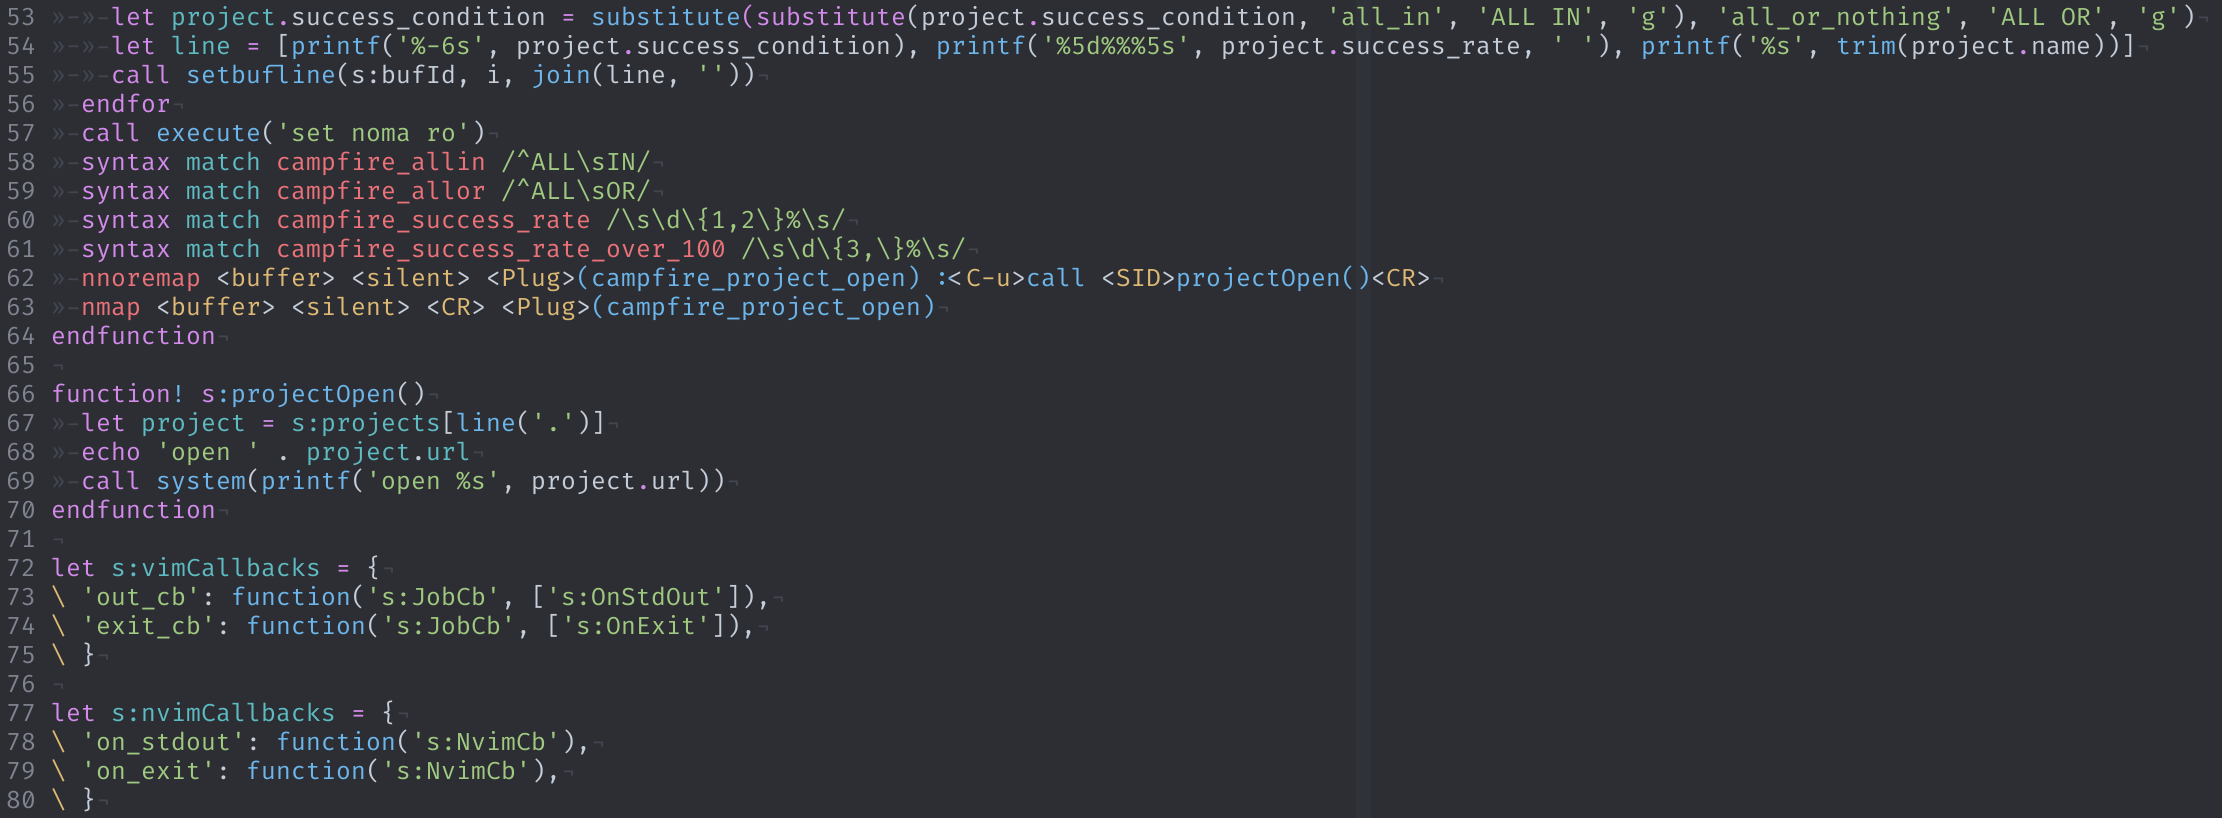 53 »-»-let project.success_condition = substitute(substitute(project.success_condition, 'all_in', 'ALL IN', 'g'), 'all_or_nothing', 'ALL OR', 'g')¬
54 »-»-let line = [printf('%-6s', project.success_condition), printf('%5d%%%5s', project.success_rate, ' '), printf('%s', trim(project.name))]¬
55 »-»-call setbufline(s:bufId, i, join(line, ''))¬
56 »-endfor¬
57 »-call execute('set noma ro')¬
58 »-syntax match campfire_allin /^ALL\sIN/¬
59 »-syntax match campfire_allor /^ALL\sOR/¬
60 »-syntax match campfire_success_rate /\s\d\{1,2\}%\s/¬
61 »-syntax match campfire_success_rate_over_100 /\s\d\{3,\}%\s/¬
62 »-nnoremap <buffer> <silent> <Plug>(campfire_project_open) :<C-u>call <SID>projectOpen()<CR>¬
63 »-nmap <buffer> <silent> <CR> <Plug>(campfire_project_open)¬
64 endfunction¬
65 ¬
66 function! s:projectOpen()¬
67 »-let project = s:projects[line('.')]¬
68 »-echo 'open ' . project.url¬
69 »-call system(printf('open %s', project.url))¬
70 endfunction¬
71 ¬
72 let s:vimCallbacks = {¬
73 \ 'out_cb': function('s:JobCb', ['s:OnStdOut']),¬
74 \ 'exit_cb': function('s:JobCb', ['s:OnExit']),¬
75 \ }¬
76 ¬
77 let s:nvimCallbacks = {¬
78 \ 'on_stdout': function('s:NvimCb'),¬
79 \ 'on_exit': function('s:NvimCb'),¬
80 \ }¬